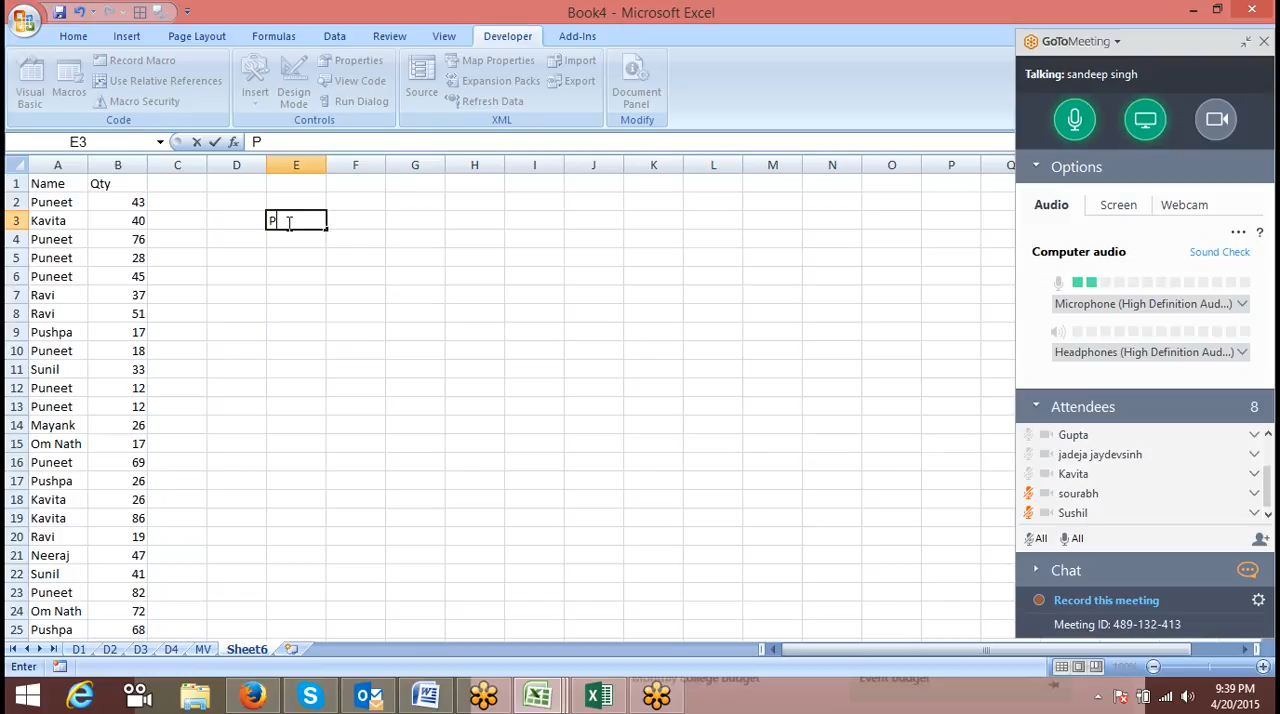 Book4 - Microsoft Excel
Home Insert Page Layout Formulas Data Review View Developer Add-Ins
Visual Basic
Macros
Record Macro
Use Relative References
Macro Security
Code
Insert
Design Mode
Properties
View Code
Run Dialog
Controls
Source
Map Properties
Expansion Packs
Refresh Data
Import
Export
XML
Document Panel
Modify
E3 fx P
A B C D E F G H I J K L M N O P Q
1 Name Qty
2 Puneet 43
3 Kavita 40 P
4 Puneet 76
5 Puneet 28
6 Puneet 45
7 Ravi 37
8 Ravi 51
9 Pushpa 17
10 Puneet 18
11 Sunil 33
12 Puneet 12
13 Puneet 12
14 Mayank 26
15 Om Nath 17
16 Puneet 69
17 Pushpa 26
18 Kavita 26
19 Kavita 86
20 Ravi 19
21 Neeraj 47
22 Sunil 41
23 Puneet 82
24 Om Nath 72
25 Pushpa 68
D1 D2 D3 D4 MV Sheet6
Enter
100%
GoToMeeting
Talking: sandeep singh
Options
Audio Screen Webcam
... ?
Computer audio Sound Check
Microphone (High Definition Aud...)
Headphones (High Definition Aud...)
Attendees 8
Gupta
jadeja jaydevsinh
Kavita
sourabh
Sushil
All All
Chat
Record this meeting
Meeting ID: 489-132-413
Monthly college budget
Event budget
9:39 PM
4/20/2015